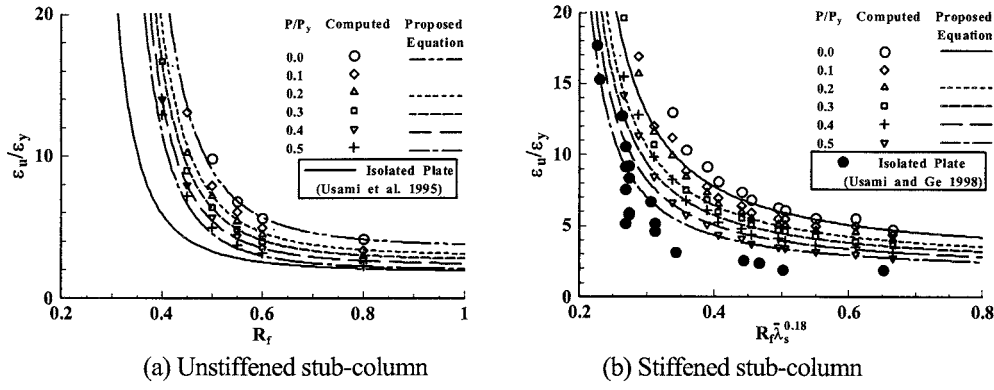 P/Py Computed Proposed Equation
0.0
0.1
0.2
0.3
0.4
0.5
Isolated Plate
(Usami et al. 1995)
εu/εy
20
10
0
0 0.2 0.4 0.6 0.8 1
Rf
(a) Unstiffened stub-column
P/Py Computed Proposed Equation
0.0
0.1
0.2
0.3
0.4
0.5
Isolated Plate
(Usami and Ge 1998)
εu/εy
20
15
10
5
0
0.2 0.4 0.6 0.8
Rf λ̄s^0.18
(b) Stiffened stub-column